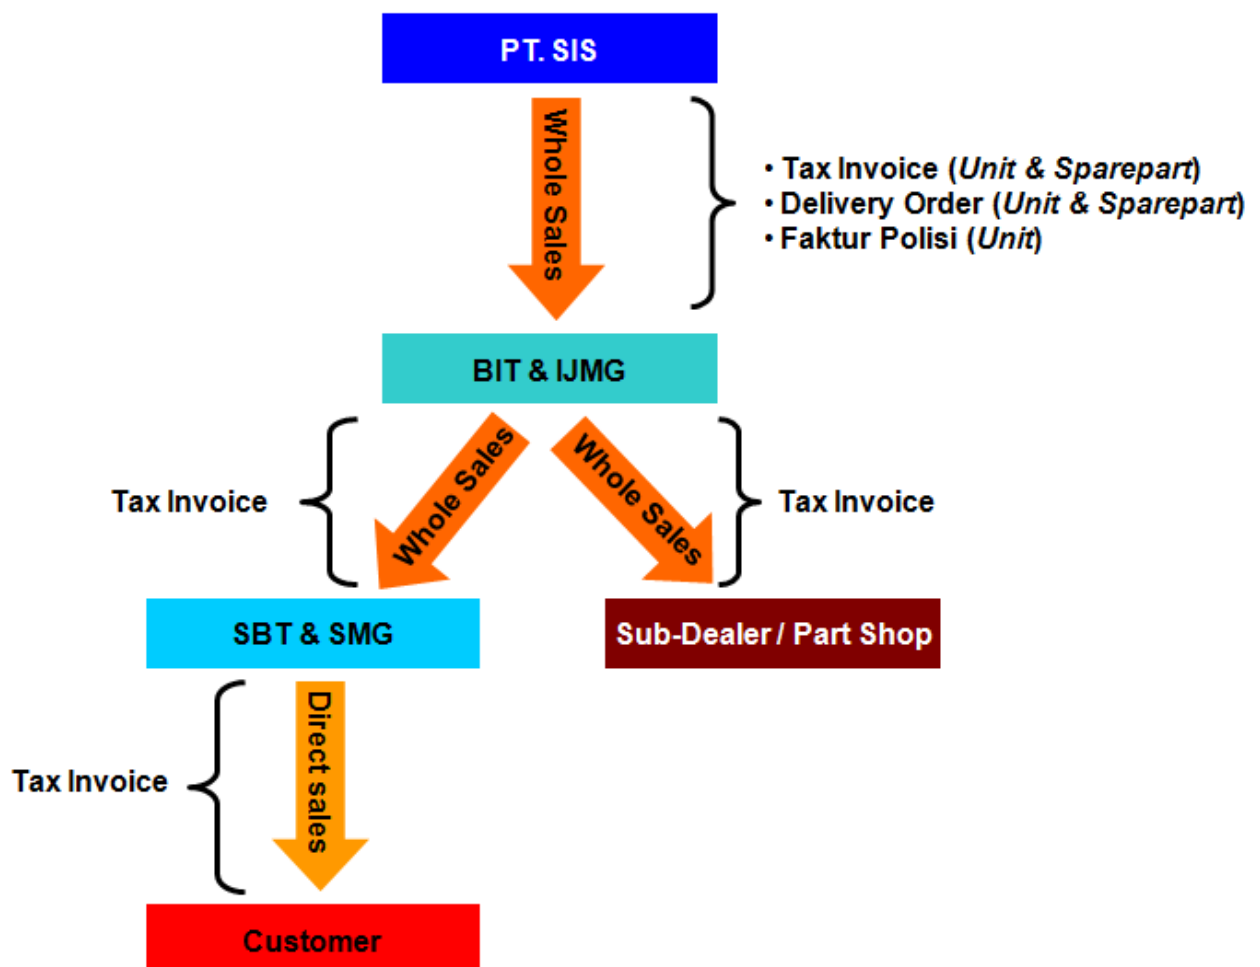 PT. SIS
Whole Sales
• Tax Invoice (Unit & Sparepart)
• Delivery Order (Unit & Sparepart)
• Faktur Polisi (Unit)
BIT & IJMG
Tax Invoice
Whole Sales
Whole Sales
Tax Invoice
SBT & SMG
Sub-Dealer / Part Shop
Tax Invoice
Direct sales
Customer